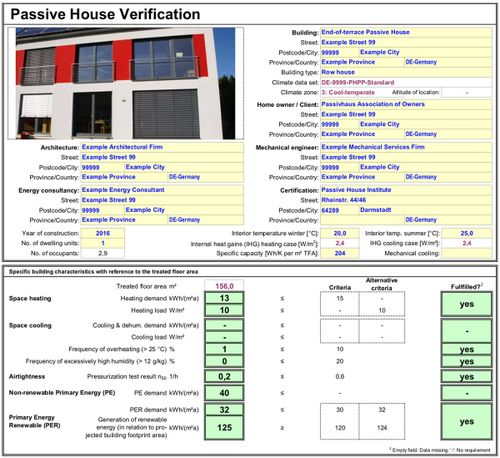 Passive House Verification
Building: End-of-terrace Passive House
Street: Example Street 99
Postcode/City: 99999 Example City
Province/Country: Example Province DE-Germany
Building type: Row house
Climate data set: DE-9999-PHPP-Standard
Climate zone: 3: Cool-temperate Altitude of location: -
Home owner / Client: Passivhaus Association of Owners
Street: Example Street 99
Postcode/City: 99999 Example City
Province/Country: Example Province DE-Germany
Architecture: Example Architectural Firm
Street: Example Street 99
Postcode/City: 99999 Example City
Province/Country: Example Province DE-Germany
Mechanical engineer: Example Mechanical Services Firm
Street: Example Street 99
Postcode/City: 99999 Example City
Province/Country: Example Province DE-Germany
Energy consultancy: Example Energy Consultant
Street: Example Street 99
Postcode/City: 99999 Example City
Province/Country: Example Province DE-Germany
Certification: Passive House Institute
Street: Rheinstr. 44/46
Postcode/City: 64289 Darmstadt
Province/Country: DE-Germany
Year of construction: 2016 Interior temperature winter [°C]: 20,0 Interior temp. summer [°C]: 25,0
No. of dwelling units: 1 Internal heat gains (IHG) heating case [W/m²]: 2,4 IHG cooling case [W/m²]: 2,4
No. of occupants: 2,9 Specific capacity [Wh/K per m² TFA]: 204 Mechanical cooling:
Specific building characteristics with reference to the treated floor area
Treated floor area m² 156,0 Criteria Alternative criteria Fullfilled?²
Space heating Heating demand kWh/(m²a) 13 ≤ 15 - yes
Heating load W/m² 10 ≤ - 10
Space cooling Cooling & dehum. demand kWh/(m²a) - ≤ - - -
Cooling load W/m² - ≤ - -
Frequency of overheating (> 25 °C) % 1 ≤ 10 yes
Frequency of excessively high humidity (> 12 g/kg) % 0 ≤ 20 yes
Airtightness Pressurization test result n50 1/h 0,2 ≤ 0,6 yes
Non-renewable Primary Energy (PE) PE demand kWh/(m²a) 40 ≤ - -
Primary Energy Renewable (PER) PER demand kWh/(m²a) 32 ≤ 30 32 yes
Generation of renewable energy (in relation to pro-jected building footprint area) kWh/(m²a) 125 ≥ 120 124
² Empty field: Data missing; '-': No requirement